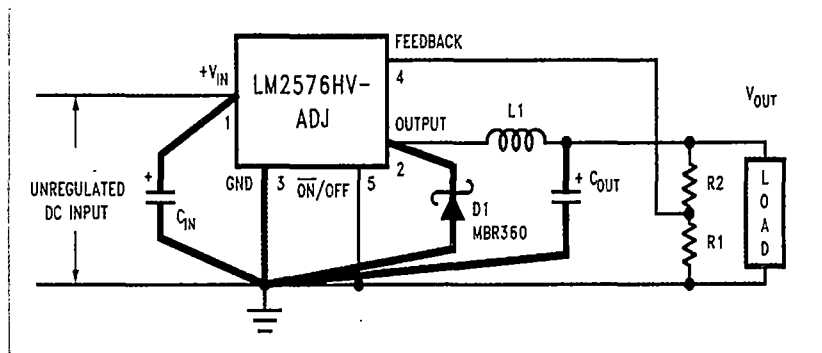 FEEDBACK
+VIN
4
LM2576HV-
ADJ
VOUT
1
OUTPUT
L1
2
+
UNREGULATED
DC INPUT
CIN
GND
3
ON/OFF
5
D1
MBR360
+
COUT
R2
R1
LOAD